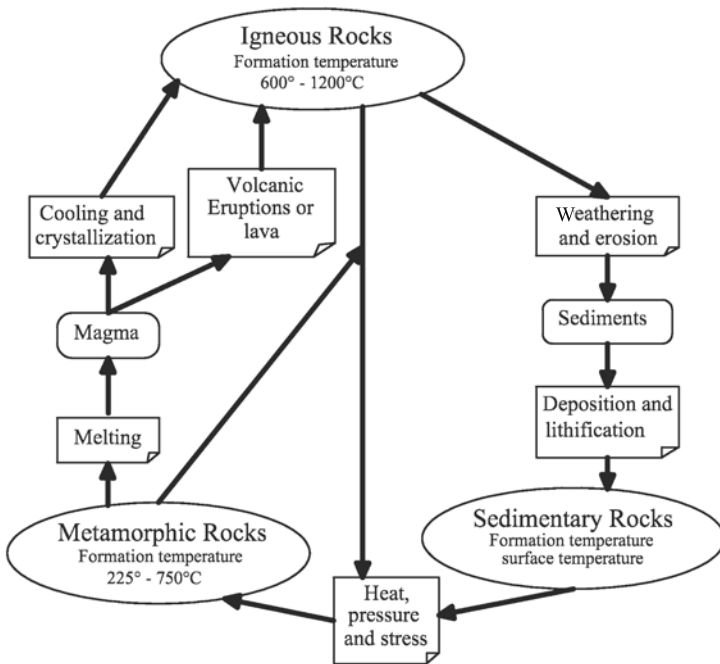 Igneous Rocks
Formation temperature
600° - 1200°C
Cooling and
crystallization
Volcanic
Eruptions or
lava
Weathering
and erosion
Magma
Sediments
Melting
Deposition and
lithification
Metamorphic Rocks
Formation temperature
225° - 750°C
Sedimentary Rocks
Formation temperature
surface temperature
Heat,
pressure
and stress